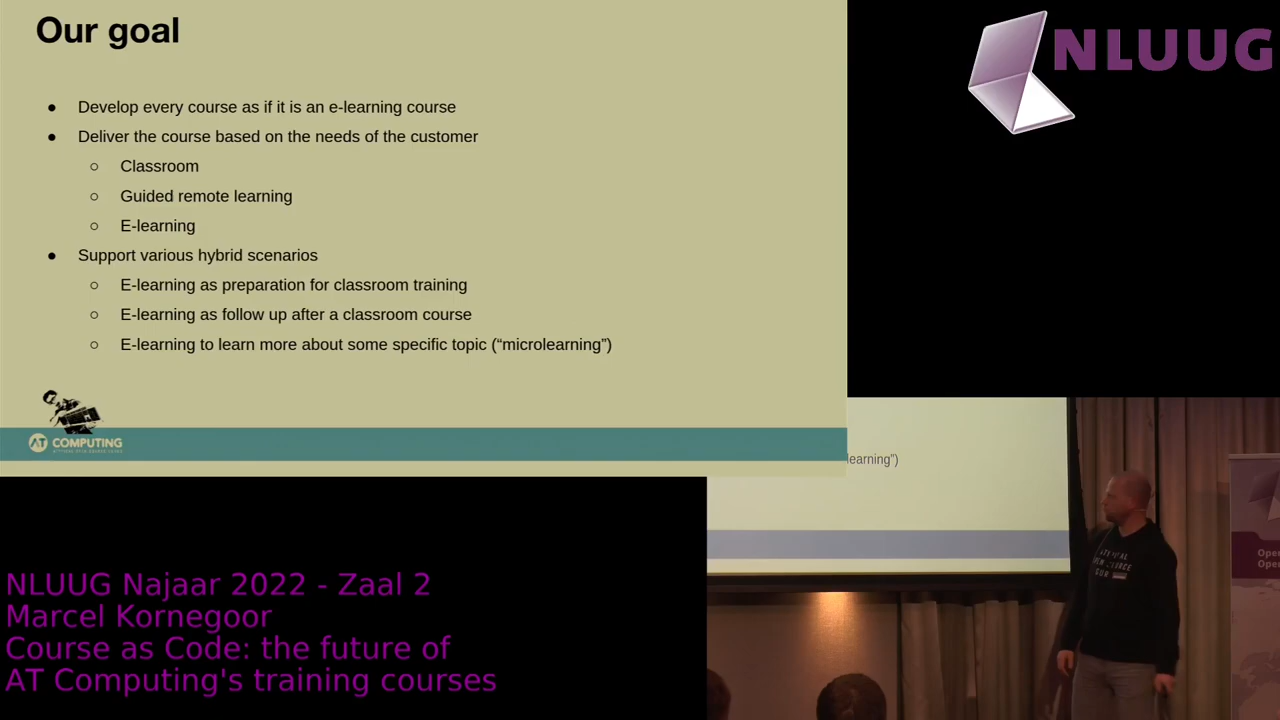 Our goal
Develop every course as if it is an e-learning course
Deliver the course based on the needs of the customer
Classroom
Guided remote learning
E-learning
Support various hybrid scenarios
E-learning as preparation for classroom training
E-learning as follow up after a classroom course
E-learning to learn more about some specific topic (“microlearning”)
AT COMPUTING
NLUUG
learning”)
Open
Open
NLUUG Najaar 2022 - Zaal 2
Marcel Kornegoor
Course as Code: the future of
AT Computing's training courses